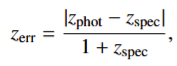 z_err = |z_phot − z_spec| / (1 + z_spec),